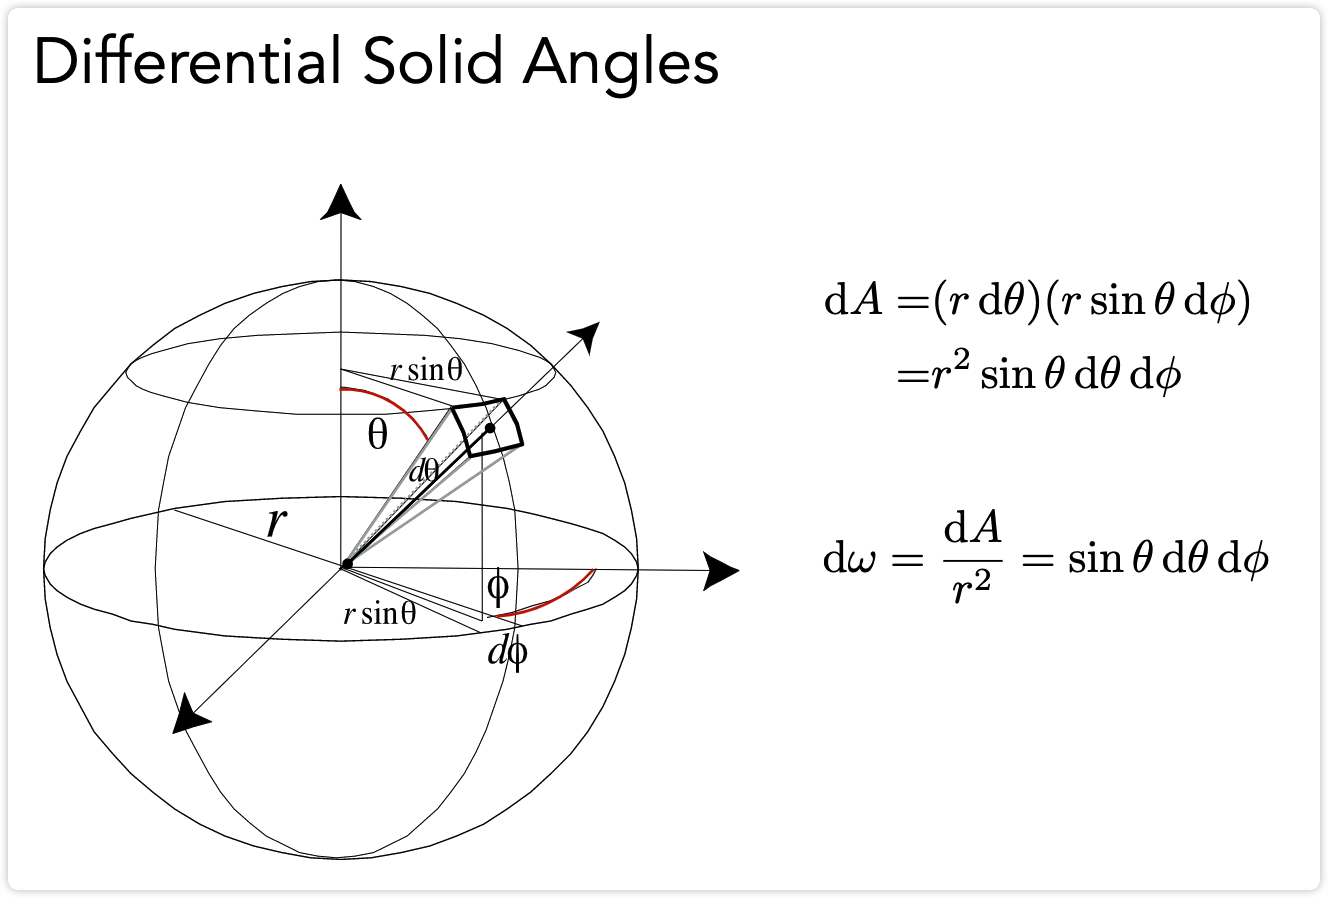 Differential Solid Angles
r sinθ
θ
dθ
r
ϕ
r sinθ
dϕ
dA =(r dθ)(r sin θ dϕ)
=r² sin θ dθ dϕ
dω = dA/r² = sin θ dθ dϕ